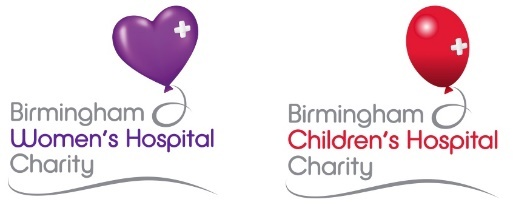 Birmingham
Women's Hospital
Charity
Birmingham
Children's Hospital
Charity